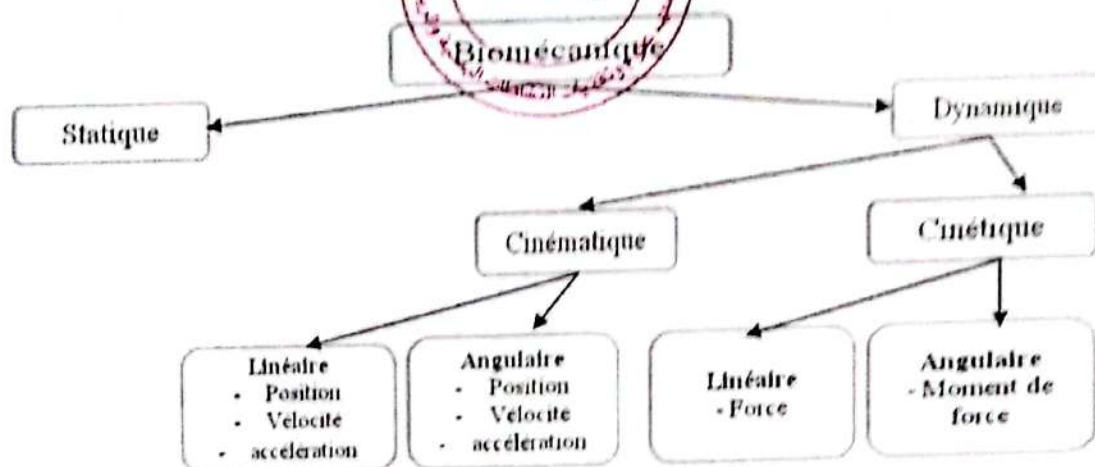 Biomécanique
Statique
Dynamique
Cinématique
Cinétique
Linéaire
- Position
- Vélocité
- accélération
Angulaire
- Position
- Vélocité
- accélération
Linéaire
- Force
Angulaire
- Moment de
force